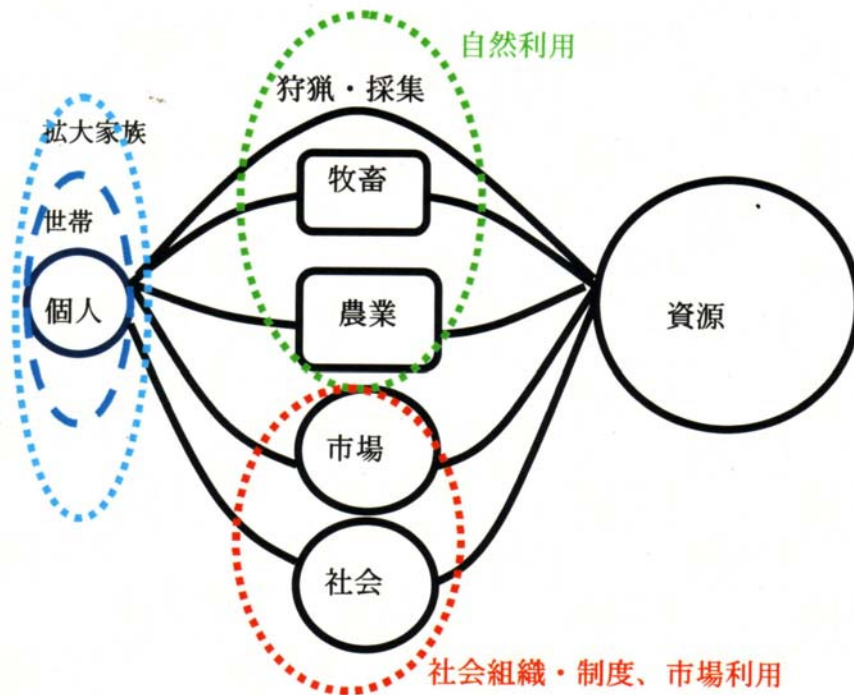 自然利用
狩猟・採集
拡大家族
牧畜
世帯
個人
農業
資源
市場
社会
社会組織・制度、市場利用